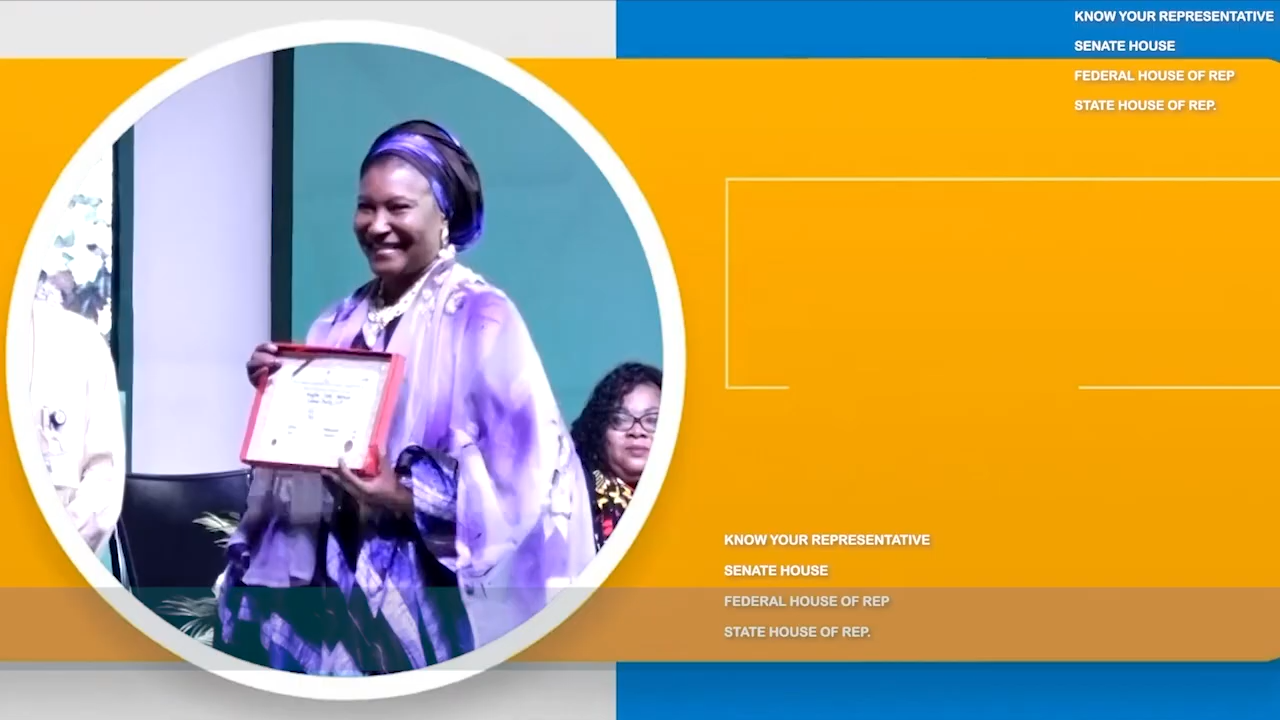 KNOW YOUR REPRESENTATIVE
SENATE HOUSE
FEDERAL HOUSE OF REP
STATE HOUSE OF REP.
KNOW YOUR REPRESENTATIVE
SENATE HOUSE
FEDERAL HOUSE OF REP
STATE HOUSE OF REP.